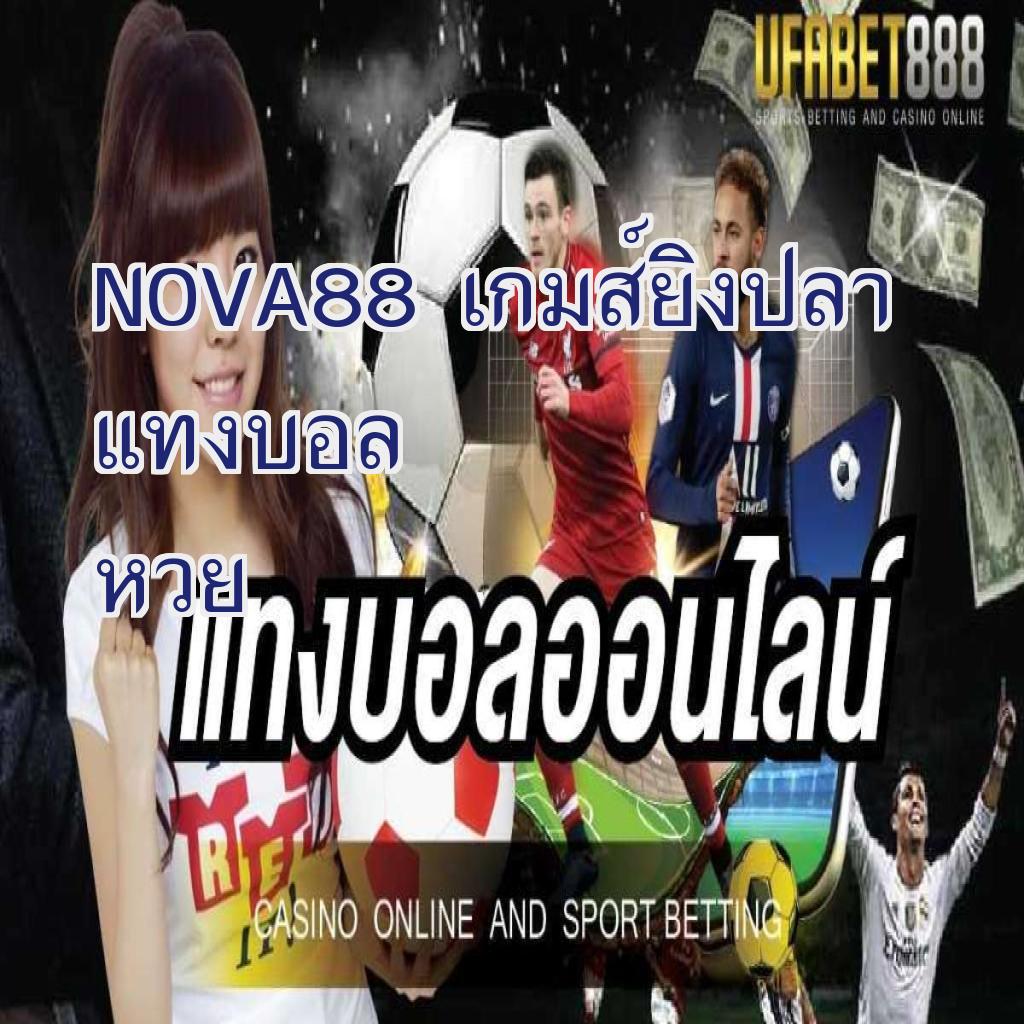 UFABET888
SPORTS BETTING AND CASINO ONLINE
NOVA88 เกมส์ยิงปลา
แทงบอล
หวย
แทงบอลออนไลน์
CASINO ONLINE AND SPORT BETTING
Emirates